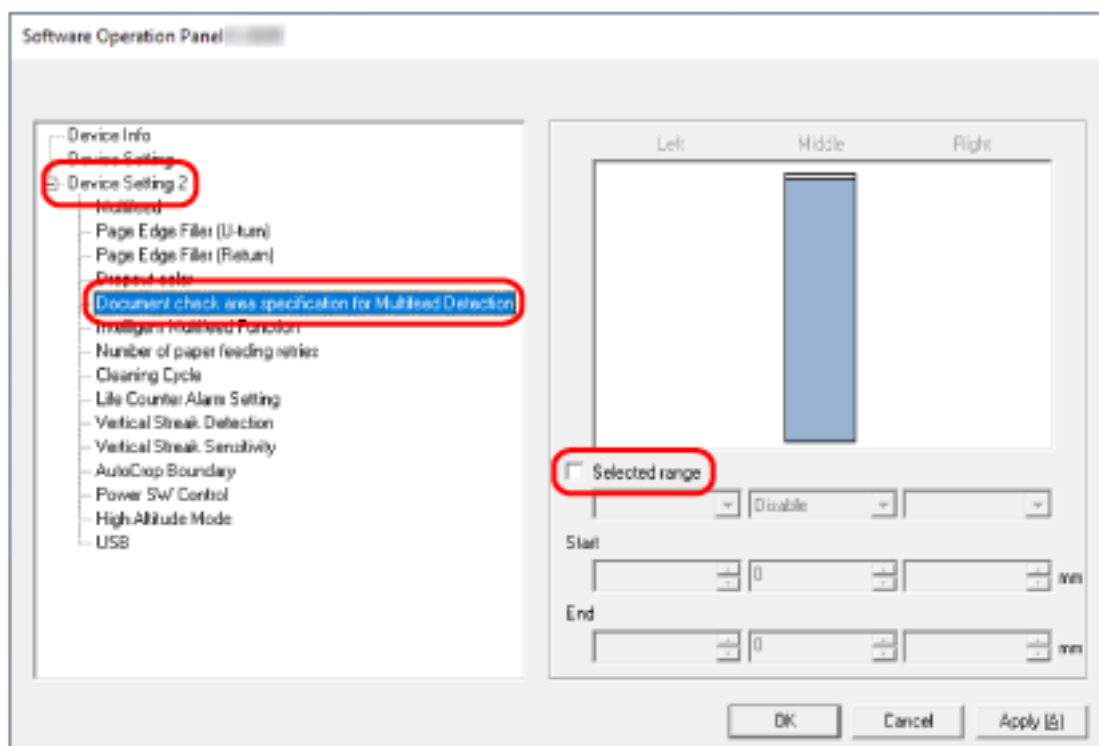 Software Operation Panel
Device Info
Device Setting
Device Setting 2
Multifeed
Page Edge Filler (U-turn)
Page Edge Filler (Return)
Dropout color
Document check area specification for Multifeed Detection
Intelligent Multifeed Function
Number of paper feeding retries
Cleaning Cycle
Life Counter Alarm Setting
Vertical Streak Detection
Vertical Streak Sensitivity
AutoCrop Boundary
Power SW Control
High Altitude Mode
USB
Left Middle Right
Selected range
Disable
Start
0 mm
End
0 mm
OK Cancel Apply (A)